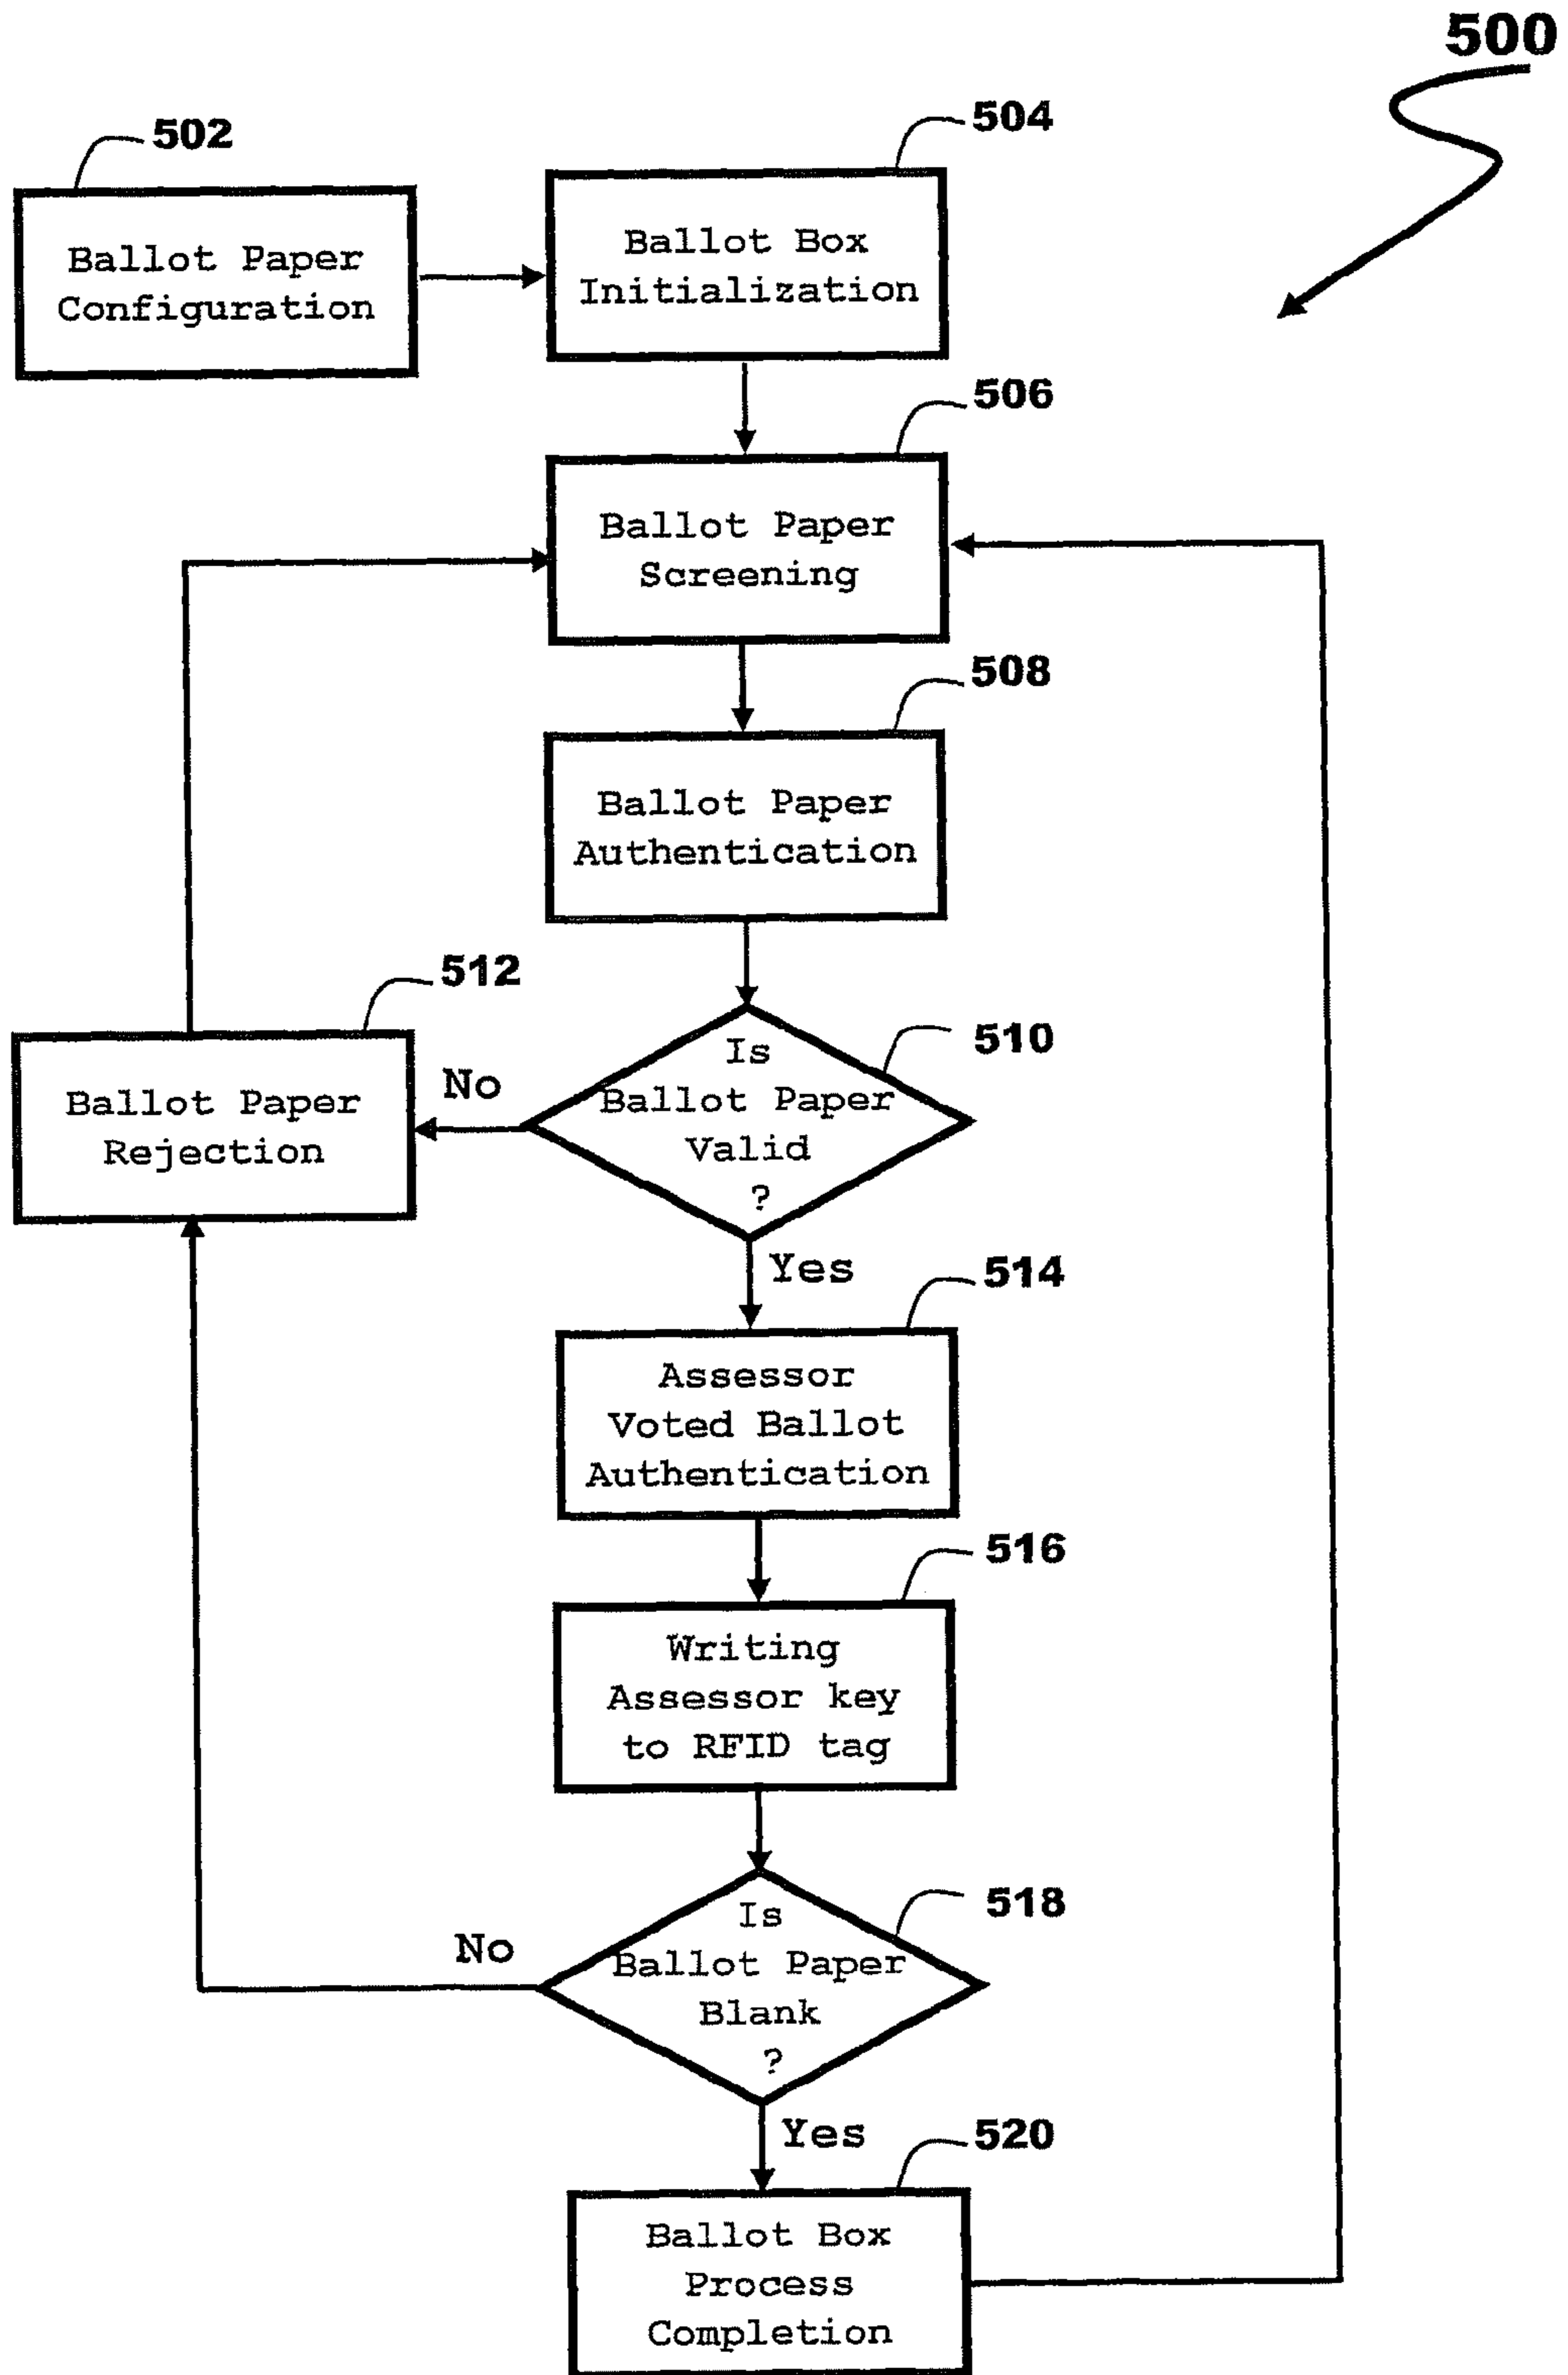 500
502
504
Ballot Paper
Configuration
Ballot Box
Initialization
506
Ballot Paper
Screening
508
Ballot Paper
Authentication
512
510
Ballot Paper
Rejection
No
Is
Ballot Paper
Valid
?
Yes
514
Assessor
Voted Ballot
Authentication
516
Writing
Assessor key
to RFID tag
518
No
Is
Ballot Paper
Blank
?
Yes
520
Ballot Box
Process
Completion